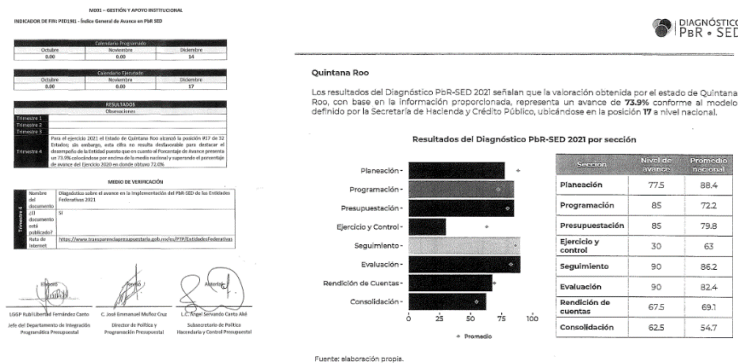 M001 – GESTIÓN Y APOYO INSTITUCIONAL
INDICADOR DE FIN: PED19I1 - Índice General de Avance en PbR SED
Calendario Programado
Octubre Noviembre Diciembre
0.00 0.00 14
Calendario Ejecutado
Octubre Noviembre Diciembre
0.00 0.00 17
RESULTADOS
Observaciones
Trimestre 1
Trimestre 2
Trimestre 3
Trimestre 4
Para el ejercicio 2021 el Estado de Quintana Roo alcanzó la posición #17 de 32
Estados; sin embargo, esta cifra no resulta desfavorable para destacar el
desempeño de la Entidad puesto que en cuanto al Porcentaje de Avance presenta
un 73.9% colocándose por encima de la media nacional y superando el porcentaje
de avance del Ejercicio 2020 en donde obtuvo 72.0%.
MEDIO DE VERIFICACIÓN
Trimestre 4
Nombre del documento
Diagnóstico sobre el avance en la implementación del PbR-SED de las Entidades
Federativas 2021
¿El documento está publicado?
SI
Ruta de internet
https://www.transparenciapresupuestaria.gob.mx/es/PTP/EntidadesFederativas
Autorizó
Jefe del Departamento de Integración
Programática Presupuestal
C. José Emmanuel Muñoz Cruz
Director de Política y
Programación Presupuestal
L.C. Ángel Servando Canto Aké
Subsecretario de Política
Hacendaria y Control Presupuestal
DIAGNÓSTICO
PbR • SED
Quintana Roo
Los resultados del Diagnóstico PbR-SED 2021 señalan que la valoración obtenida por el estado de Quintana
Roo, con base en la información proporcionada, representa un avance de 73.9% conforme al modelo
definido por la Secretaría de Hacienda y Crédito Público, ubicándose en la posición 17 a nivel nacional.
Resultados del Diagnóstico PbR-SED 2021 por sección
Planeación
Programación
Presupuestación
Ejercicio y Control
Seguimiento
Evaluación
Rendición de Cuentas
Consolidación
0 25 50 75 100
Promedio
Sección Nivel de avance Promedio nacional
Planeación 77.5 88.4
Programación 85 72.2
Presupuestación 85 79.8
Ejercicio y control 30 63
Seguimiento 90 86.2
Evaluación 90 82.4
Rendición de cuentas 67.5 69.1
Consolidación 62.5 54.7
Fuente: elaboración propia.